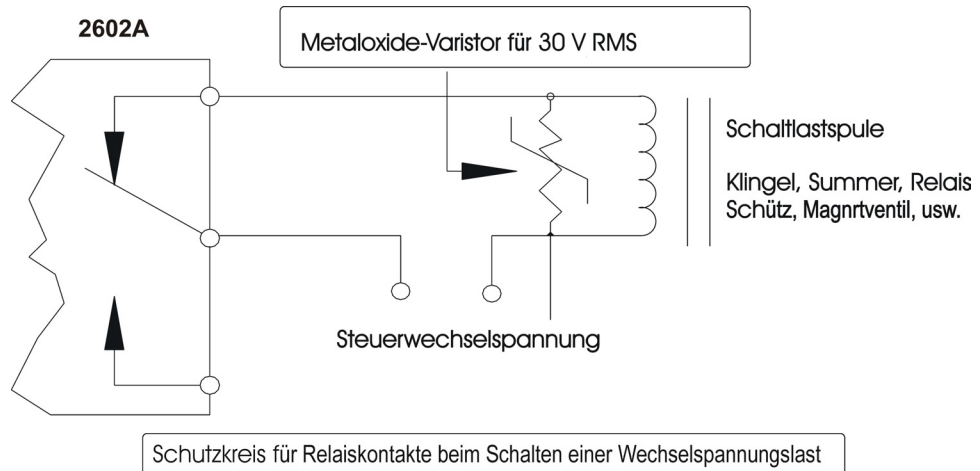 2602A
Metaloxide-Varistor für 30 V RMS
Schaltlastspule
Klingel, Summer, Relais
Schütz, Magnrtventil, usw.
Steuerwechselspannung
Schutzkreis für Relaiskontakte beim Schalten einer Wechselspannungslast